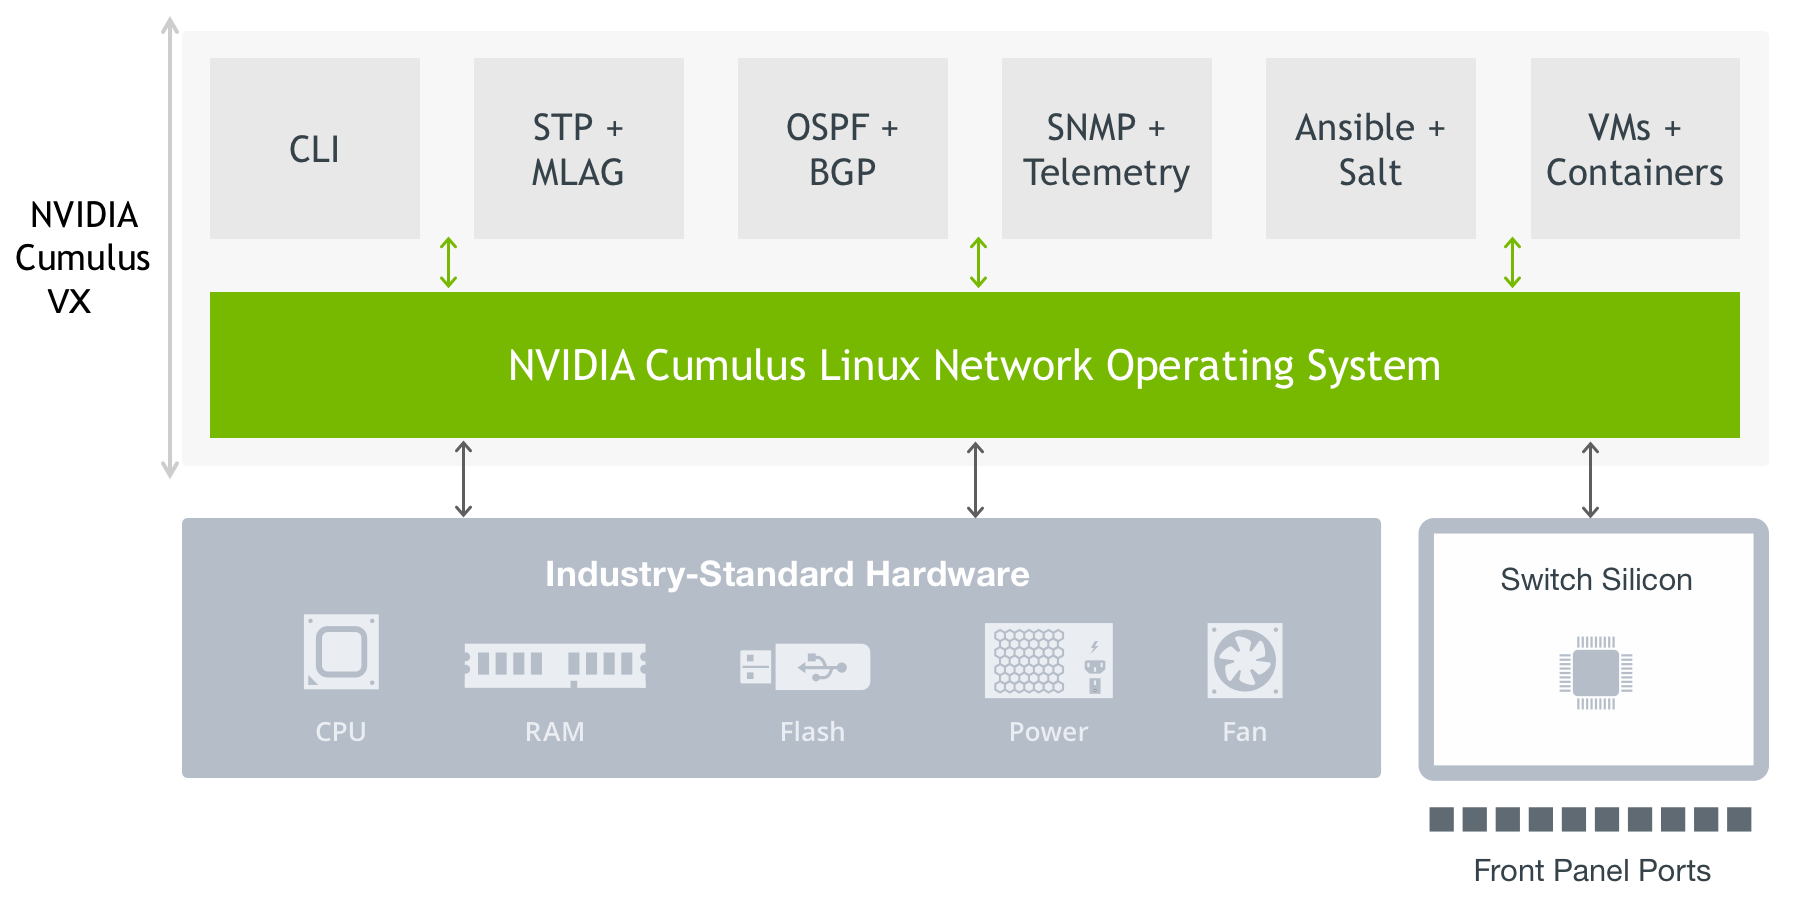 NVIDIA
Cumulus
VX
CLI
STP +
MLAG
OSPF +
BGP
SNMP +
Telemetry
Ansible +
Salt
VMs +
Containers
NVIDIA Cumulus Linux Network Operating System
Industry-Standard Hardware
CPU
RAM
Flash
Power
Fan
Switch Silicon
Front Panel Ports